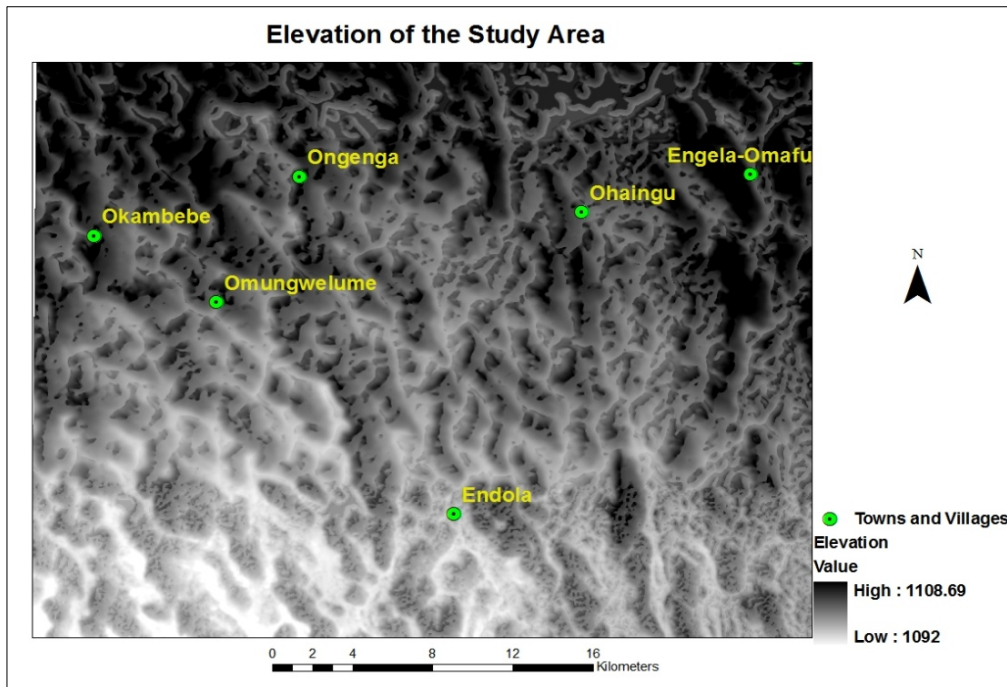 Elevation of the Study Area
Ongenga
Engela-Omafu
Okambebe
Ohaingu
Omungwelume
N
Endola
Towns and Villages
Elevation
Value
High : 1108.69
Low : 1092
0 2 4 8 12 16
Kilometers